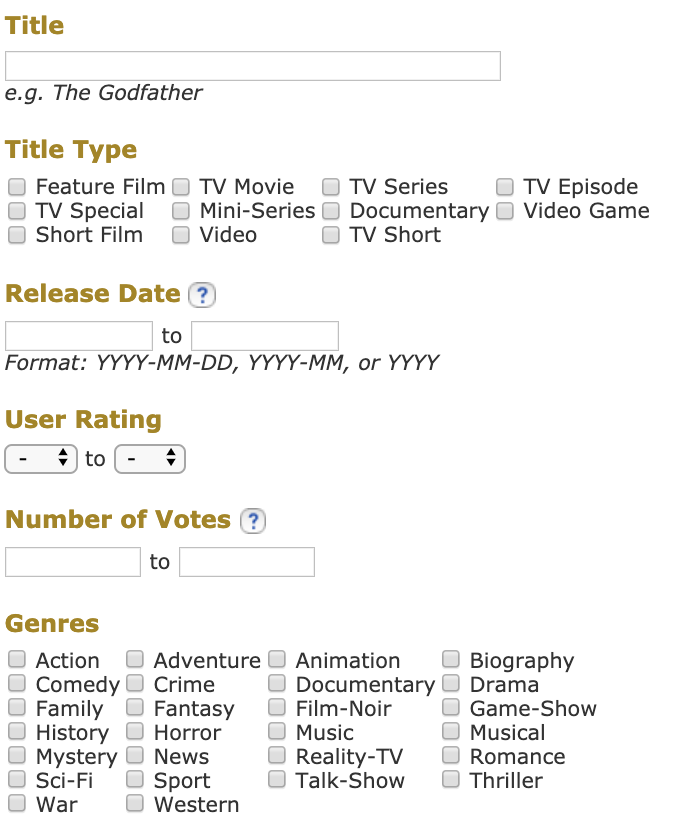 Title
e.g. The Godfather
Title Type
Feature Film TV Movie TV Series TV Episode
TV Special Mini-Series Documentary Video Game
Short Film Video TV Short
Release Date ?
to
Format: YYYY-MM-DD, YYYY-MM, or YYYY
User Rating
- to -
Number of Votes ?
to
Genres
Action Adventure Animation Biography
Comedy Crime Documentary Drama
Family Fantasy Film-Noir Game-Show
History Horror Music Musical
Mystery News Reality-TV Romance
Sci-Fi Sport Talk-Show Thriller
War Western